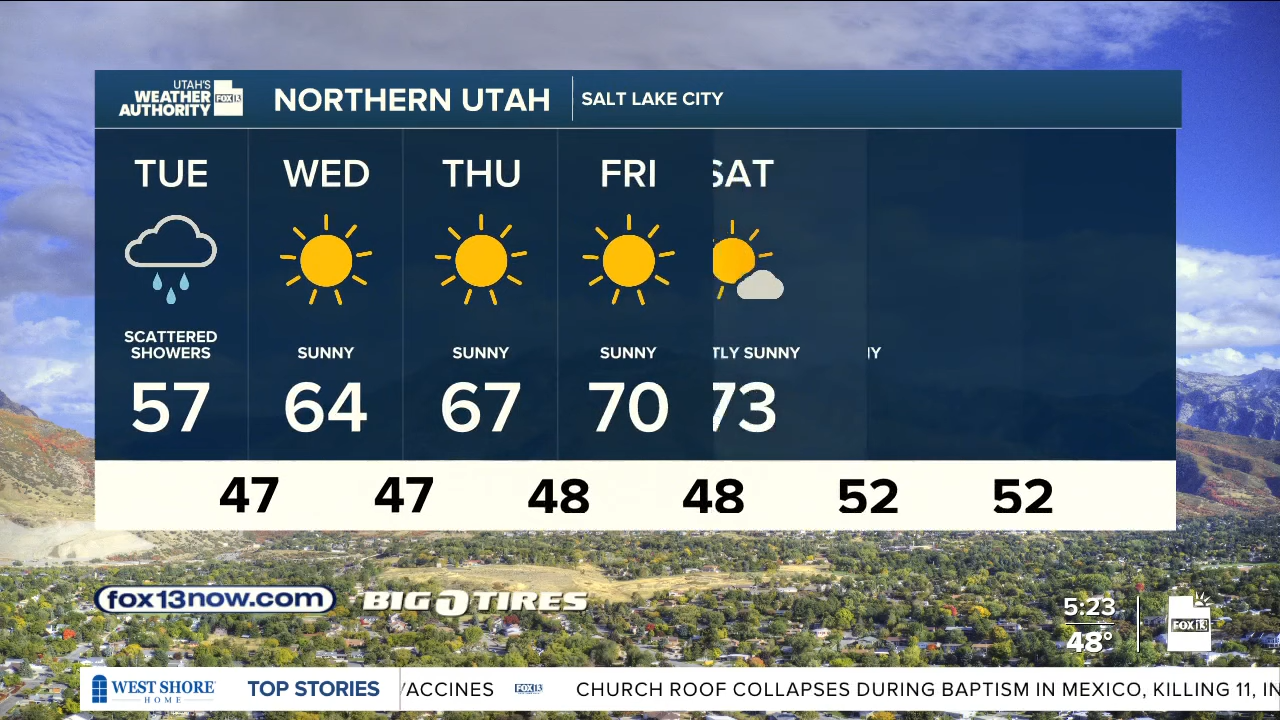 UTAH'S
WEATHER
AUTHORITY
FOX 13
NORTHERN UTAH
SALT LAKE CITY
TUE
WED
THU
FRI
SAT
SCATTERED
SHOWERS
SUNNY
SUNNY
SUNNY
TLY SUNNY
Y
57
64
67
70
73
47
47
48
48
52
52
fox13now.com
BIG O TIRES
5:23
48°
FOX 13
WEST SHORE
HOME
TOP STORIES
VACCINES
FOX 13
CHURCH ROOF COLLAPSES DURING BAPTISM IN MEXICO, KILLING 11, IN